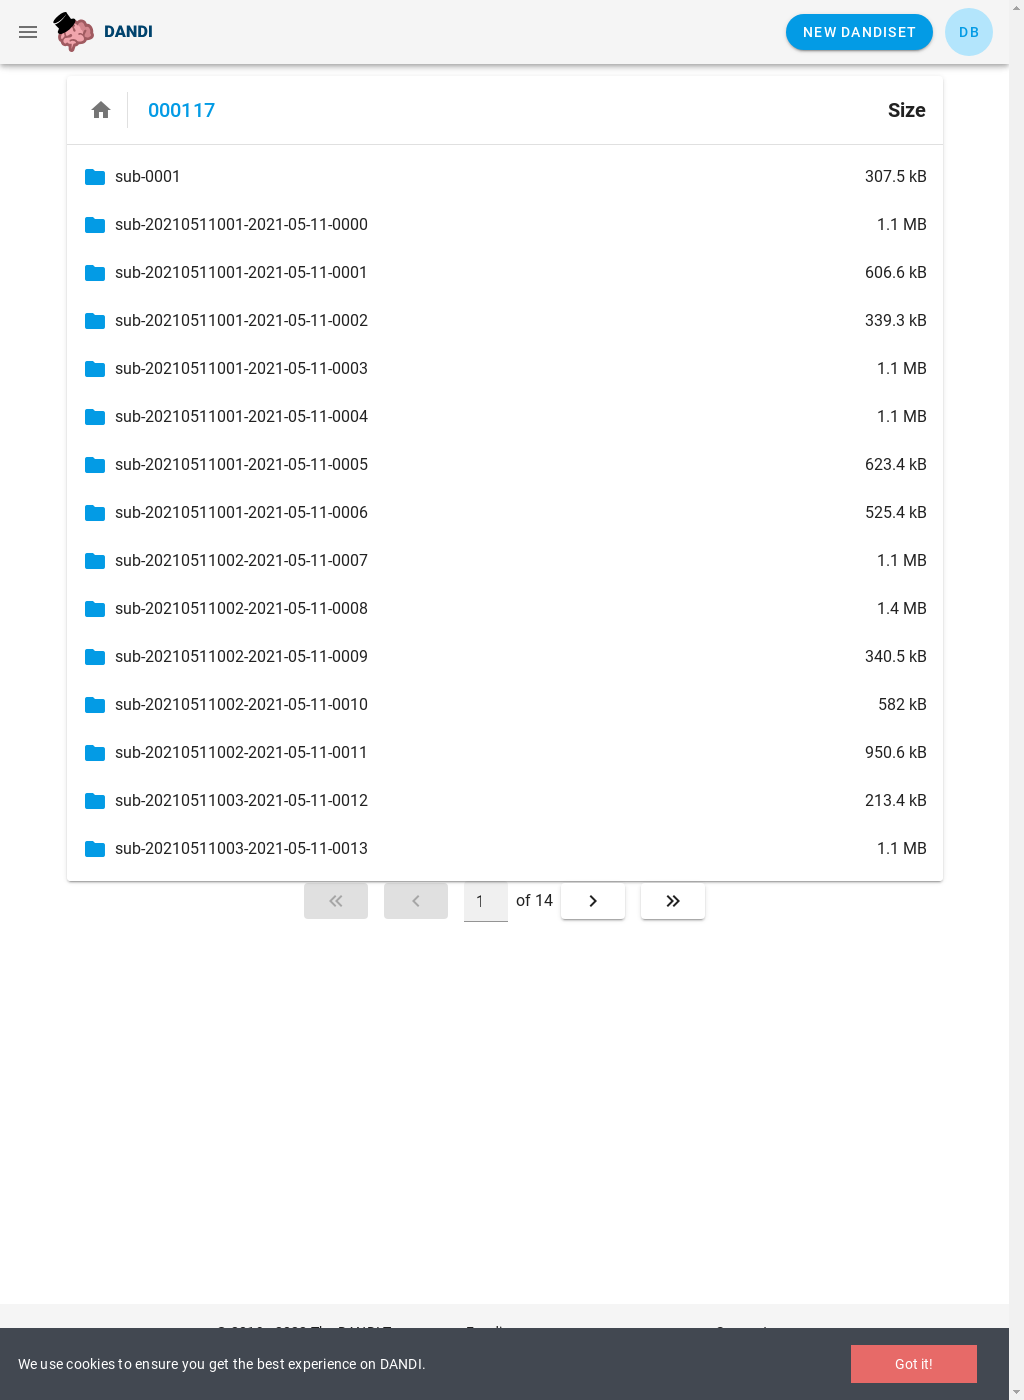 DANDI
NEW DANDISET
DB
000117
Size
sub-0001 307.5 kB
sub-20210511001-2021-05-11-0000 1.1 MB
sub-20210511001-2021-05-11-0001 606.6 kB
sub-20210511001-2021-05-11-0002 339.3 kB
sub-20210511001-2021-05-11-0003 1.1 MB
sub-20210511001-2021-05-11-0004 1.1 MB
sub-20210511001-2021-05-11-0005 623.4 kB
sub-20210511001-2021-05-11-0006 525.4 kB
sub-20210511002-2021-05-11-0007 1.1 MB
sub-20210511002-2021-05-11-0008 1.4 MB
sub-20210511002-2021-05-11-0009 340.5 kB
sub-20210511002-2021-05-11-0010 582 kB
sub-20210511002-2021-05-11-0011 950.6 kB
sub-20210511003-2021-05-11-0012 213.4 kB
sub-20210511003-2021-05-11-0013 1.1 MB
1 of 14
We use cookies to ensure you get the best experience on DANDI.
Got it!